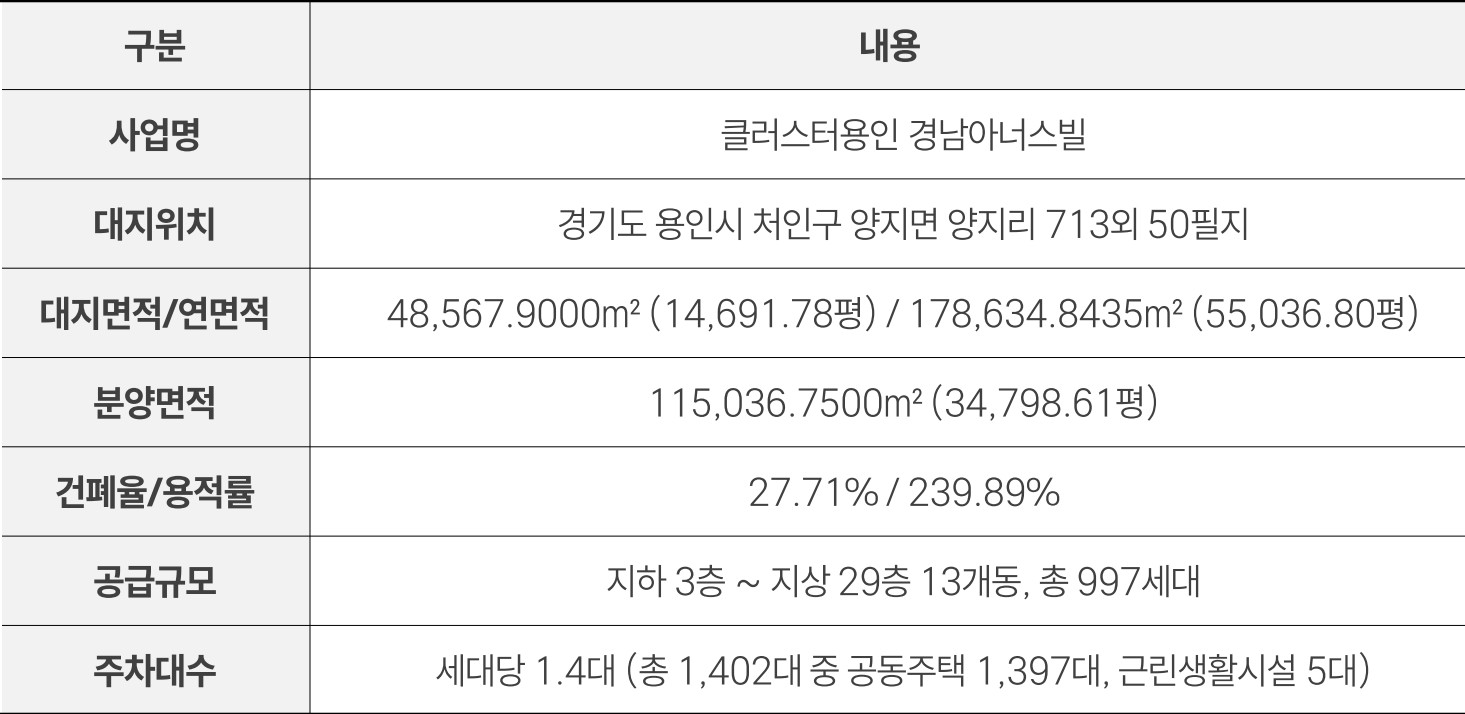 구분 내용
사업명 클러스터용인 경남아너스빌
대지위치 경기도 용인시 처인구 양지면 양지리 713외 50필지
대지면적/연면적 48,567.9000m² (14,691.78평) / 178,634.8435m² (55,036.80평)
분양면적 115,036.7500m² (34,798.61평)
건폐율/용적률 27.71% / 239.89%
공급규모 지하 3층 ~ 지상 29층 13개동, 총 997세대
주차대수 세대당 1.4대 (총 1,402대 중 공동주택 1,397대, 근린생활시설 5대)